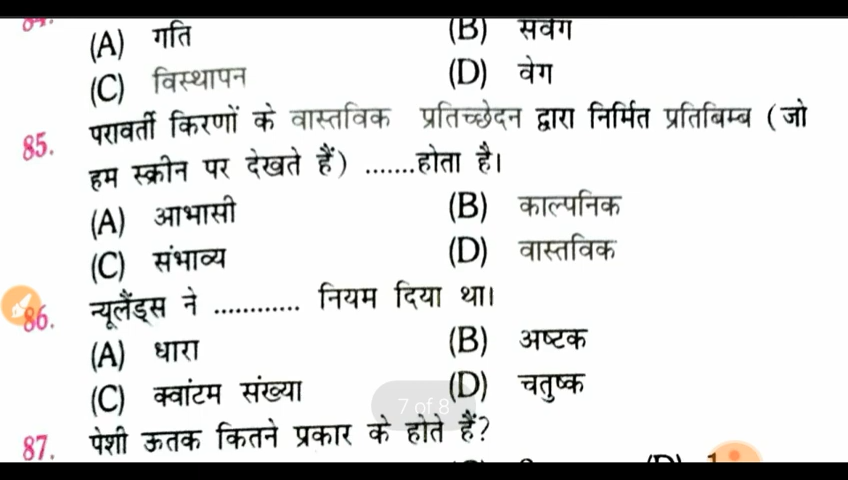 84.
(A) गति (B) संवेग
(C) विस्थापन (D) वेग
85. परावर्ती किरणों के वास्तविक प्रतिच्छेदन द्वारा निर्मित प्रतिबिम्ब (जो
हम स्क्रीन पर देखते हैं) .......होता है।
(A) आभासी (B) काल्पनिक
(C) संभाव्य (D) वास्तविक
86. न्यूलैंड्स ने ............ नियम दिया था।
(A) धारा (B) अष्टक
(C) क्वांटम संख्या (D) चतुष्क
7 of 8
87. पेशी ऊतक कितने प्रकार के होते हैं?